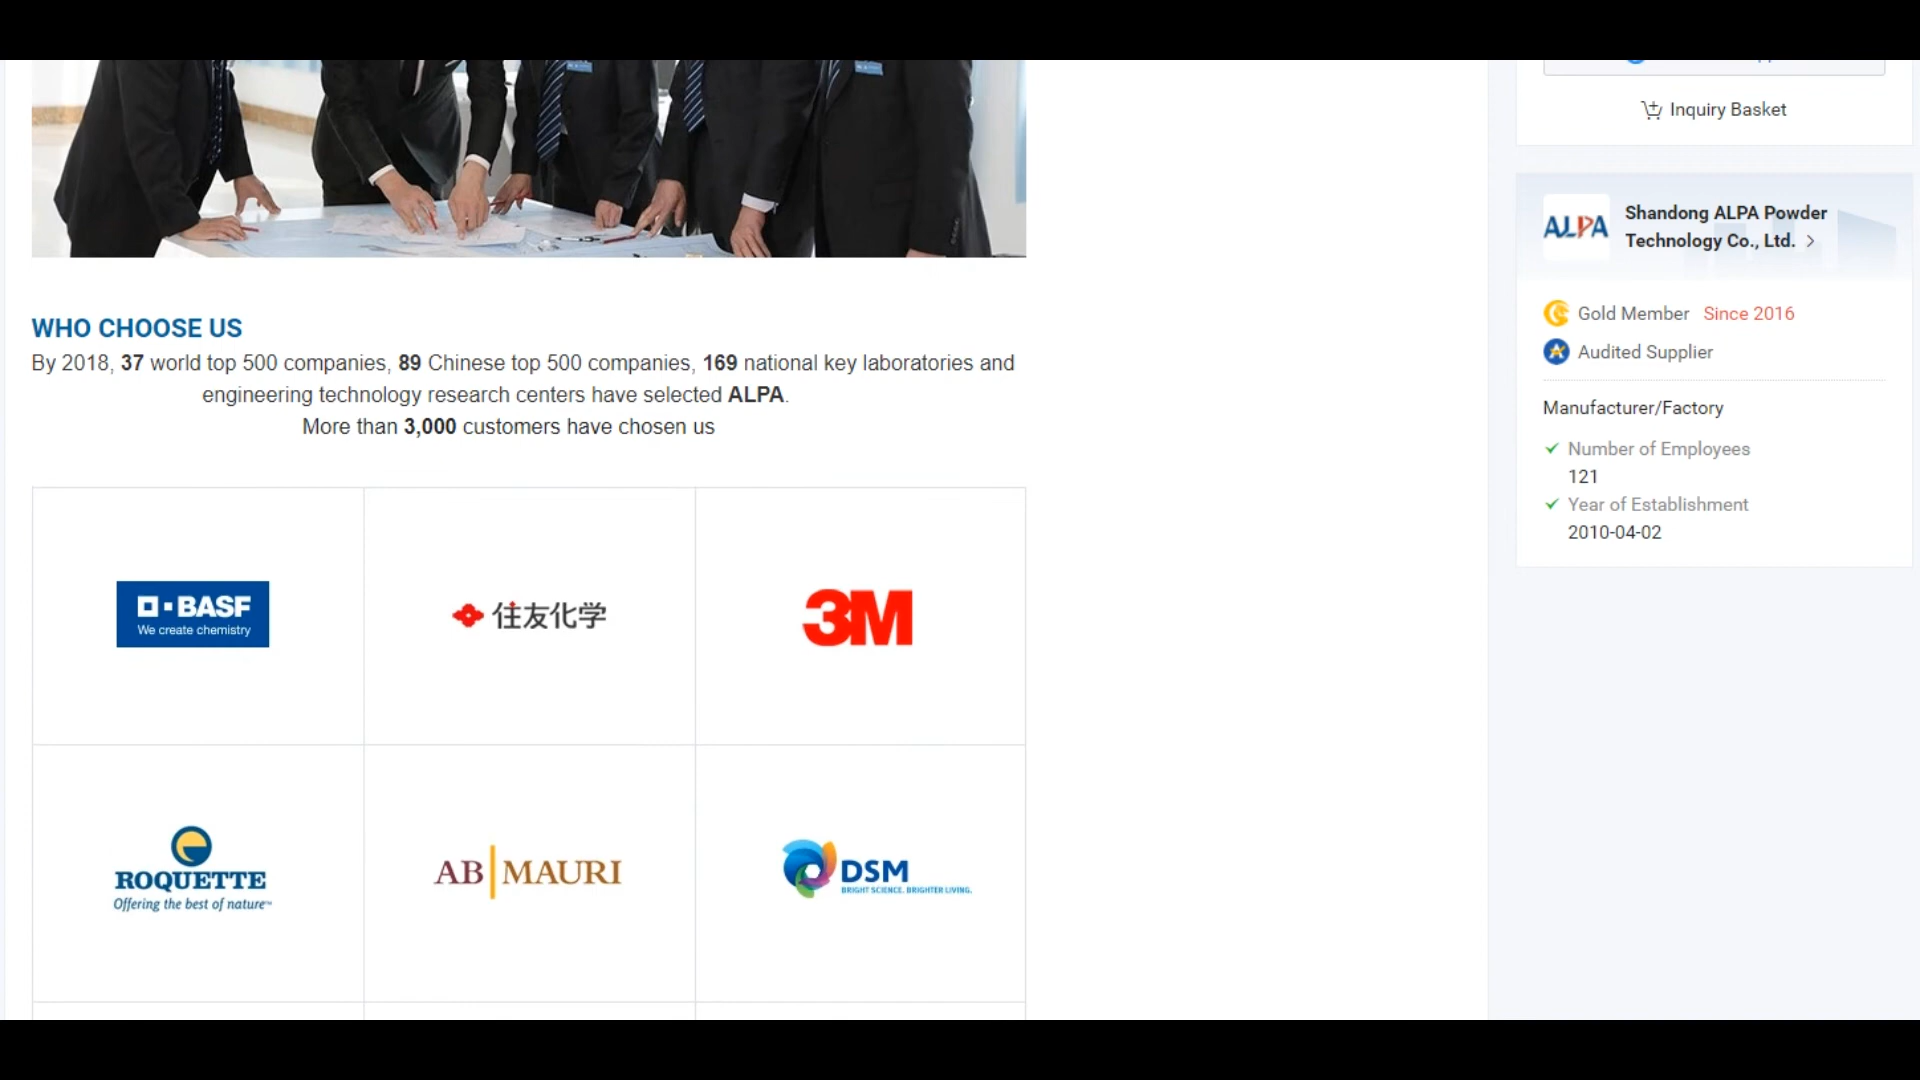 WHO CHOOSE US
By 2018, 37 world top 500 companies, 89 Chinese top 500 companies, 169 national key laboratories and
engineering technology research centers have selected ALPA.
More than 3,000 customers have chosen us
BASF
We create chemistry
住友化学
3M
ROQUETTE
Offering the best of nature™
AB MAURI
DSM
BRIGHT SCIENCE. BRIGHTER LIVING.
Inquiry Basket
ALPA
Shandong ALPA Powder
Technology Co., Ltd. >
Gold Member Since 2016
Audited Supplier
Manufacturer/Factory
Number of Employees
121
Year of Establishment
2010-04-02